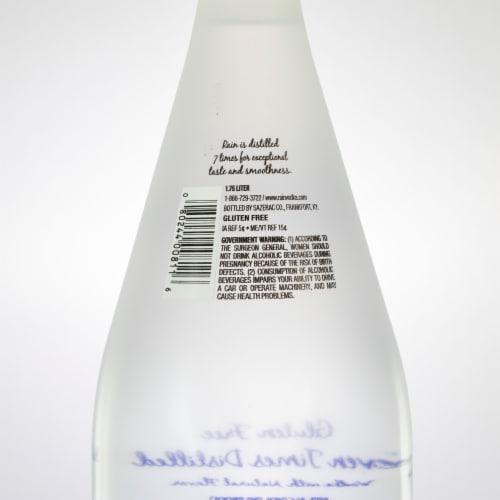 Rain is distilled
7 times for exceptional
taste and smoothness.
1.75 LITER
1-866-729-3722 / www.rainvodka.com
BOTTLED BY SAZERAC CO., FRANKFORT, KY.
GLUTEN FREE
IA REF 5¢ • ME/VT REF 15¢
GOVERNMENT WARNING: (1) ACCORDING TO
THE SURGEON GENERAL, WOMEN SHOULD
NOT DRINK ALCOHOLIC BEVERAGES DURING
PREGNANCY BECAUSE OF THE RISK OF BIRTH
DEFECTS. (2) CONSUMPTION OF ALCOHOLIC
BEVERAGES IMPAIRS YOUR ABILITY TO DRIVE
A CAR OR OPERATE MACHINERY, AND MAY
CAUSE HEALTH PROBLEMS.
0 80244 00811 6
Gluten Free
Seven Times Distilled
Vodka with Natural Flavor